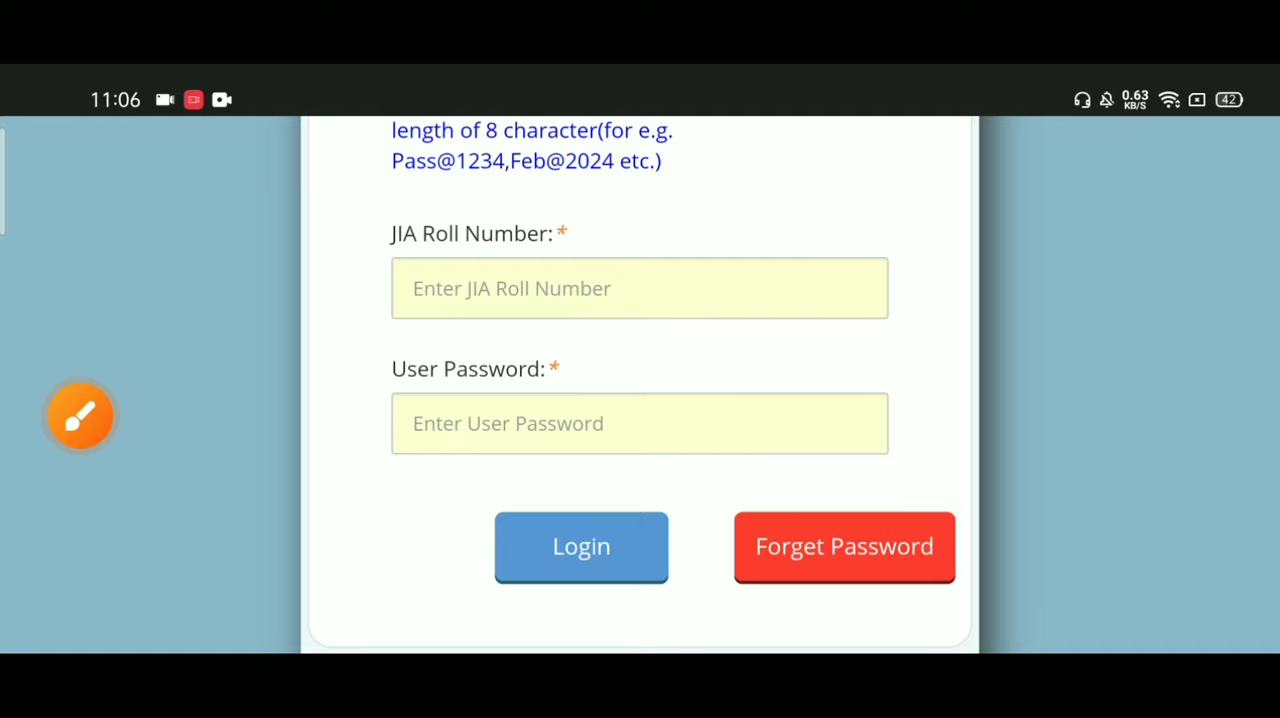 11:06
0.63
KB/S
42
length of 8 character(for e.g.
Pass@1234,Feb@2024 etc.)
JIA Roll Number:*
Enter JIA Roll Number
User Password:*
Enter User Password
Login
Forget Password